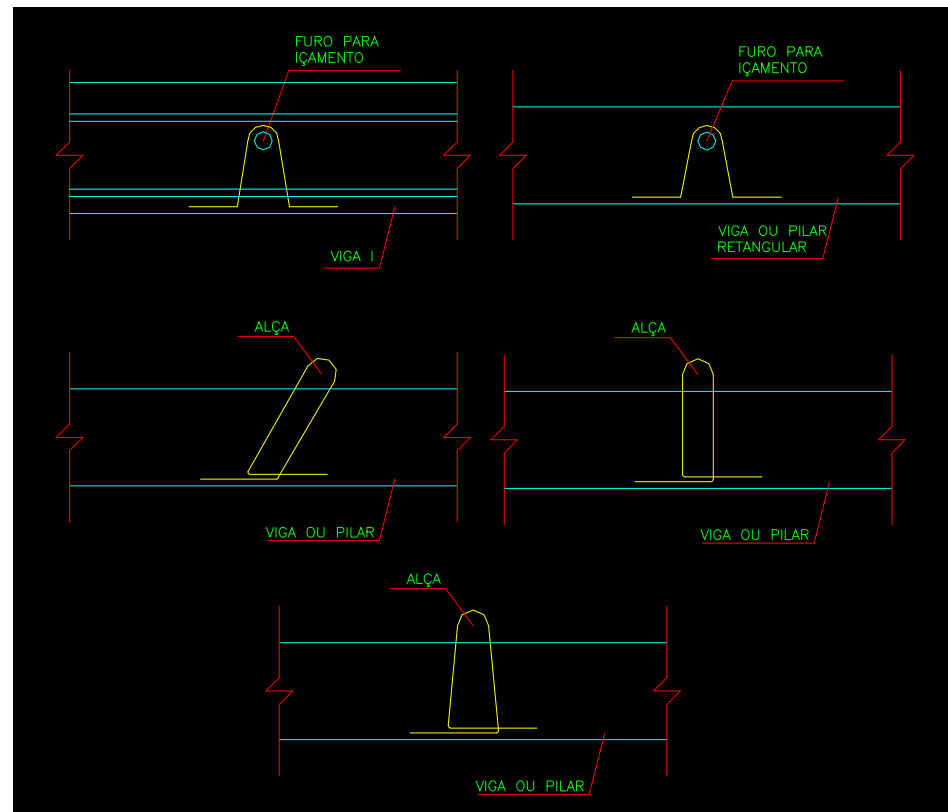 FURO PARA
IÇAMENTO
FURO PARA
IÇAMENTO
VIGA I
VIGA OU PILAR
RETANGULAR
ALÇA
ALÇA
VIGA OU PILAR
VIGA OU PILAR
ALÇA
VIGA OU PILAR